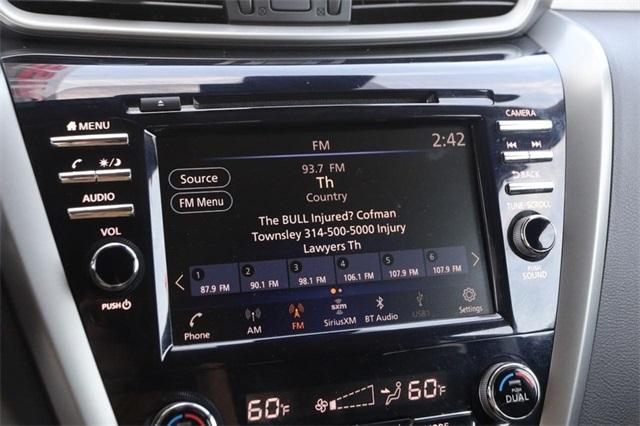 MENU
AUDIO
VOL
PUSH
FM
2:42
Source
FM Menu
93.7 FM
Th
Country
The BULL Injured? Cofman
Townsley 314-500-5000 Injury
Lawyers Th
1 2 3 4 5 6
87.9 FM 90.1 FM 98.1 FM 106.1 FM 107.9 FM 107.9 FM
Phone AM FM SiriusXM BT Audio USB1 Settings
sxm
CAMERA
BACK
TUNE·SCROLL
PUSH
SOUND
60°F
60°F
PUSH
DUAL